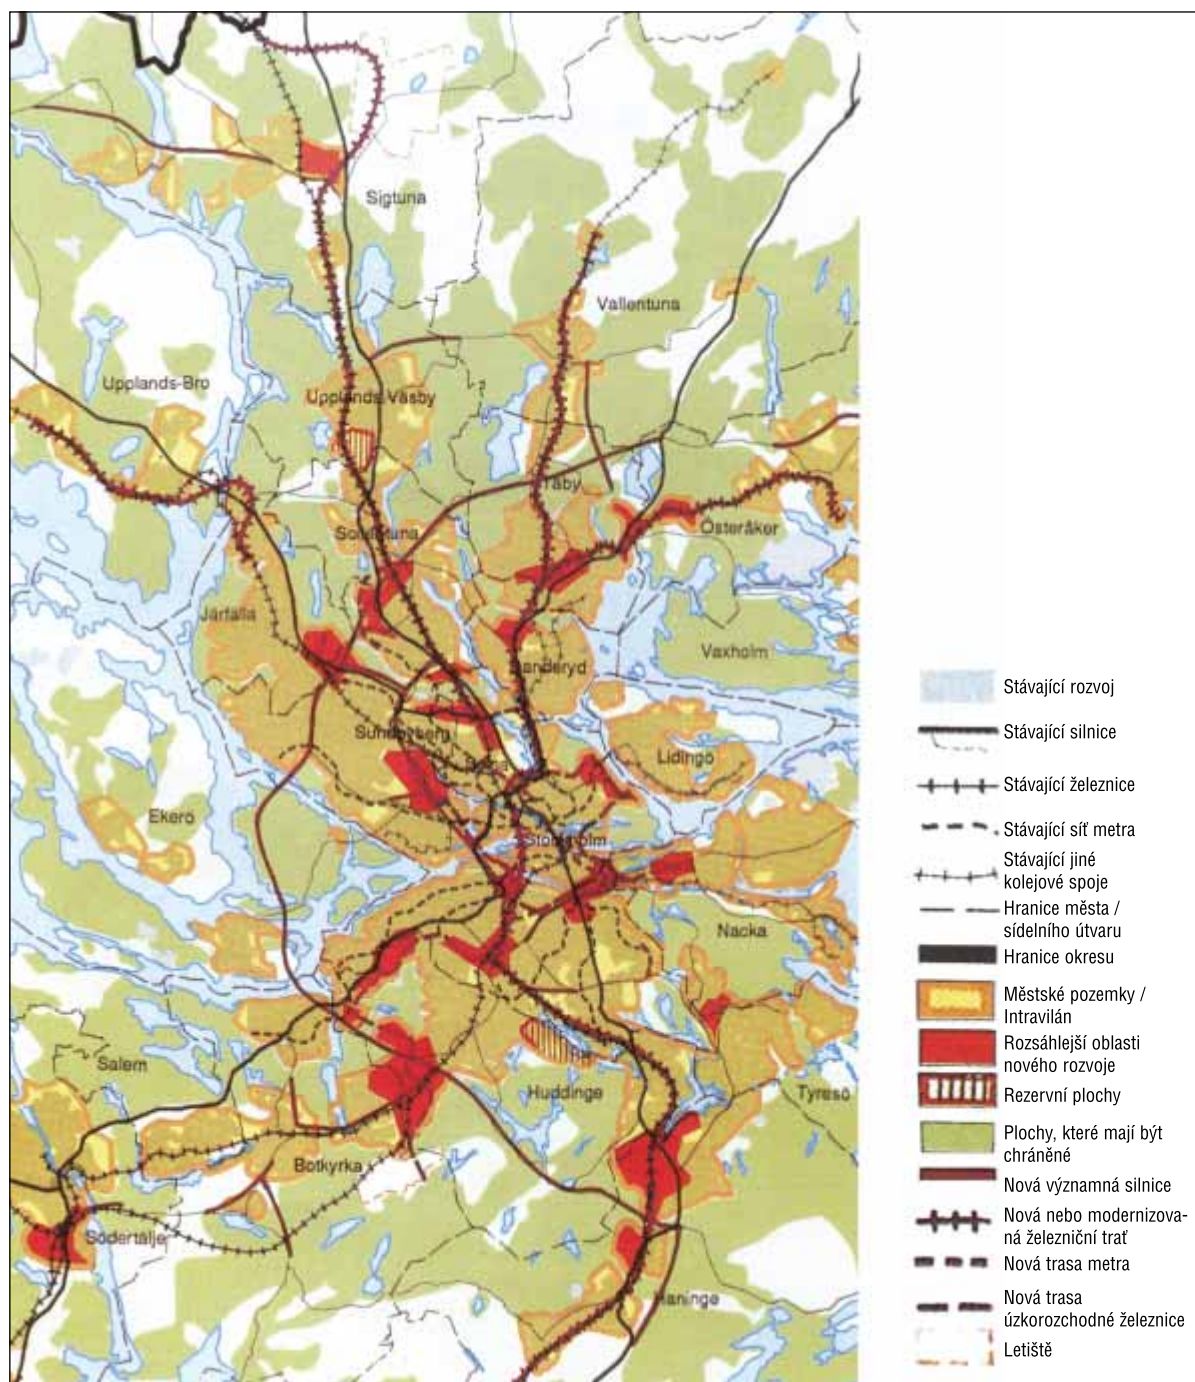 Sigtuna
Vallentuna
Upplands-Bro
Upplands-Väsby
Täby
Sollentuna
Österåker
Järfälla
Vaxholm
Danderyd
Sundbyberg
Lidingö
Ekerö
Stockholm
Nacka
Salem
Huddinge
Tyresö
Botkyrka
Södertälje
Haninge
Stávající rozvoj
Stávající silnice
Stávající železnice
Stávající síť metra
Stávající jiné
kolejové spoje
Hranice města /
sídelního útvaru
Hranice okresu
Městské pozemky /
Intravilán
Rozsáhlejší oblasti
nového rozvoje
Rezervní plochy
Plochy, které mají být
chráněné
Nová významná silnice
Nová nebo modernizova-
ná železniční trať
Nová trasa metra
Nová trasa
úzkorozchodné železnice
Letiště